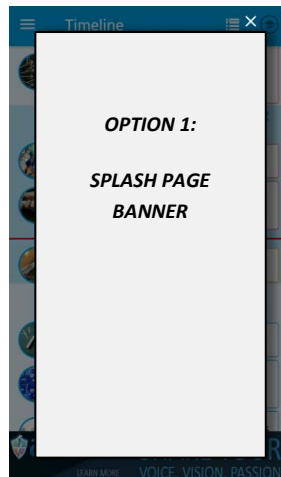 Timeline
OPTION 1:
SPLASH PAGE
BANNER
LEARN MORE VOICE VISION PASSION